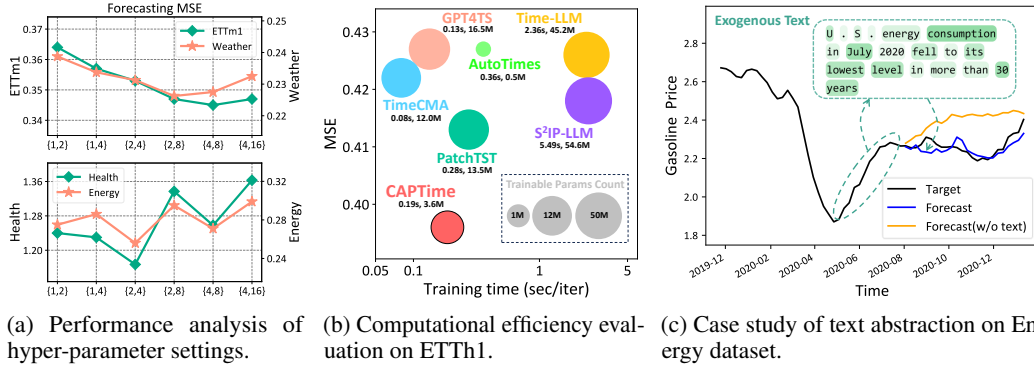 Forecasting MSE
ETTm1
Weather
0.37
0.36
0.35
0.34
0.25
0.24
0.23
0.22
0.21
ETTm1
Weather
{1,2} {1,4} {2,4} {2,8} {4,8} {4,16}
Health
Energy
1.36
1.28
1.20
0.32
0.28
0.24
Health
Energy
{1,2} {1,4} {2,4} {2,8} {4,8} {4,16}
(a) Performance analysis of
hyper-parameter settings.
0.43
0.42
0.41
0.40
MSE
GPT4TS
0.13s, 16.5M
Time-LLM
2.36s, 45.2M
AutoTimes
0.36s, 0.5M
TimeCMA
0.08s, 12.0M
S²IP-LLM
5.49s, 54.6M
PatchTST
0.28s, 13.5M
CAPTime
0.19s, 3.6M
Trainable Params Count
1M 12M 50M
0.05 0.1 1 5
Training time (sec/iter)
(b) Computational efficiency eval-
uation on ETTh1.
Exogenous Text
U . S . energy consumption
in July 2020 fell to its
lowest level in more than 30
years
2.8
2.6
2.4
2.2
2.0
1.8
Gasoline Price
Target
Forecast
Forecast(w/o text)
2019-12 2020-02 2020-04 2020-06 2020-08 2020-10 2020-12
Time
(c) Case study of text abstraction on En-
ergy dataset.